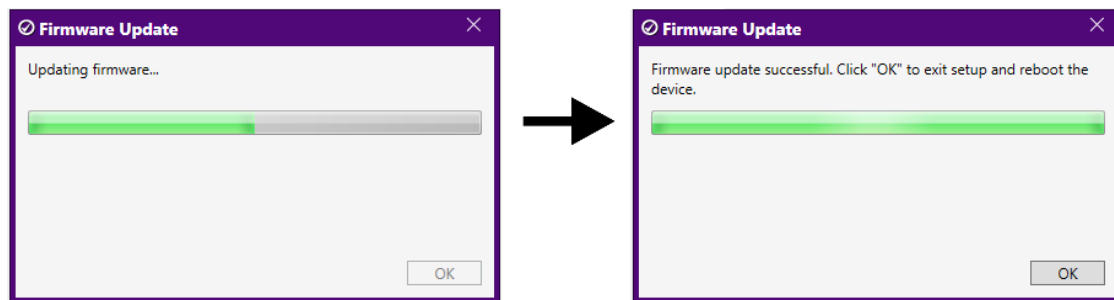 Firmware Update
Updating firmware...
OK
Firmware Update
Firmware update successful. Click "OK" to exit setup and reboot the
device.
OK